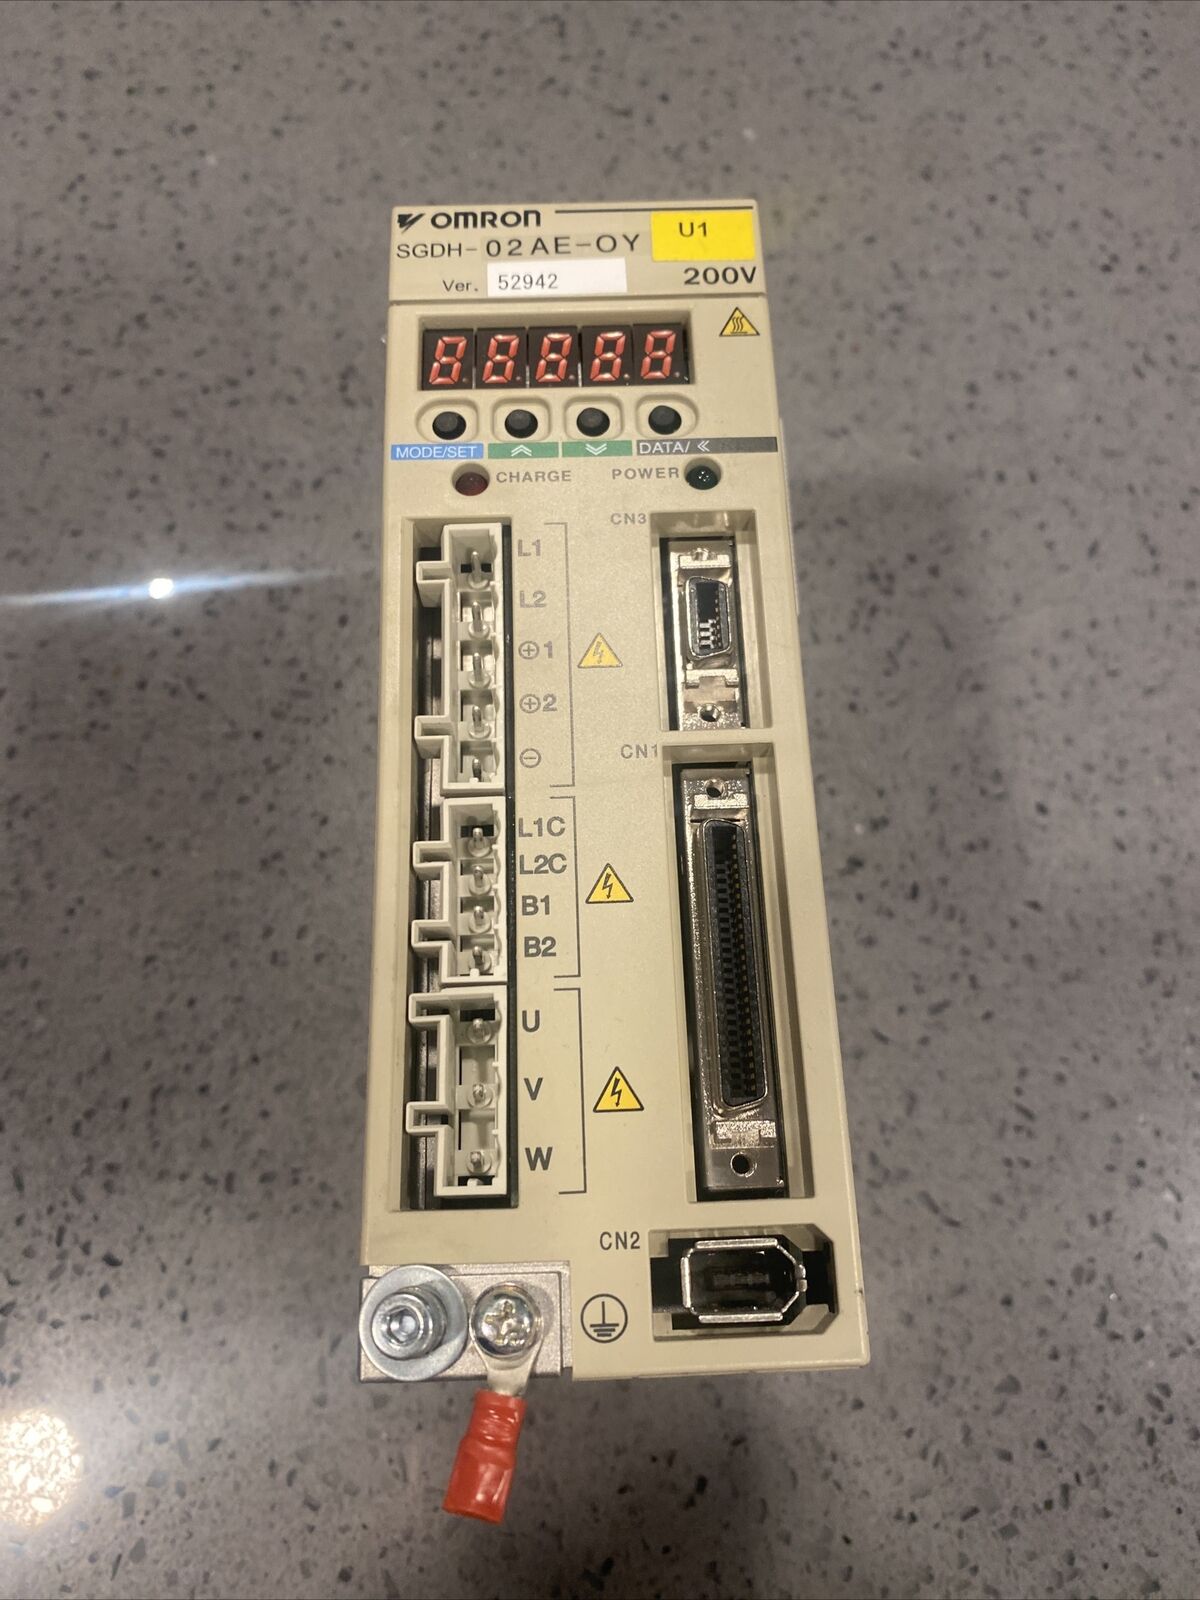 OMRON
SGDH-02AE-OY
U1
Ver. 52942
200V
88888
MODE/SET
DATA/ «
CHARGE
POWER
CN3
L1
L2
⊕1
⊕2
⊖
CN1
L1C
L2C
B1
B2
U
V
W
CN2